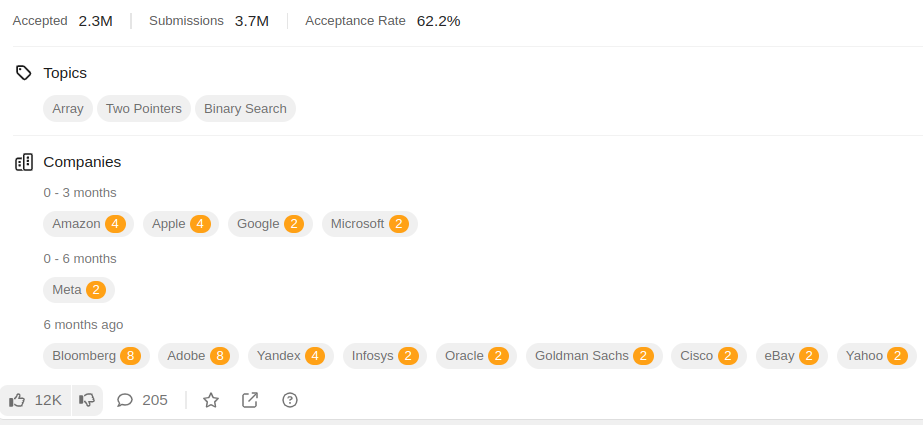 Accepted 2.3M Submissions 3.7M Acceptance Rate 62.2%
Topics
Array Two Pointers Binary Search
Companies
0 - 3 months
Amazon 4 Apple 4 Google 2 Microsoft 2
0 - 6 months
Meta 2
6 months ago
Bloomberg 8 Adobe 8 Yandex 4 Infosys 2 Oracle 2 Goldman Sachs 2 Cisco 2 eBay 2 Yahoo 2
12K 205